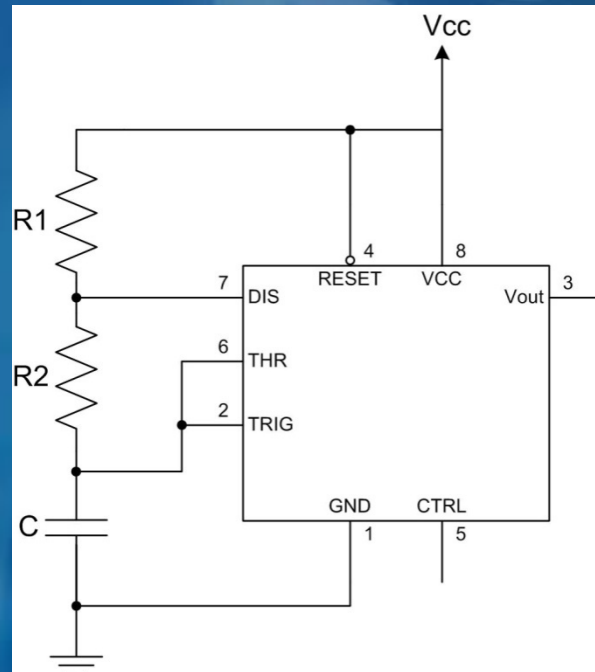 Vcc
R1
4
8
RESET
VCC
7
DIS
Vout
3
R2
6
THR
2
TRIG
GND
CTRL
C
1
5